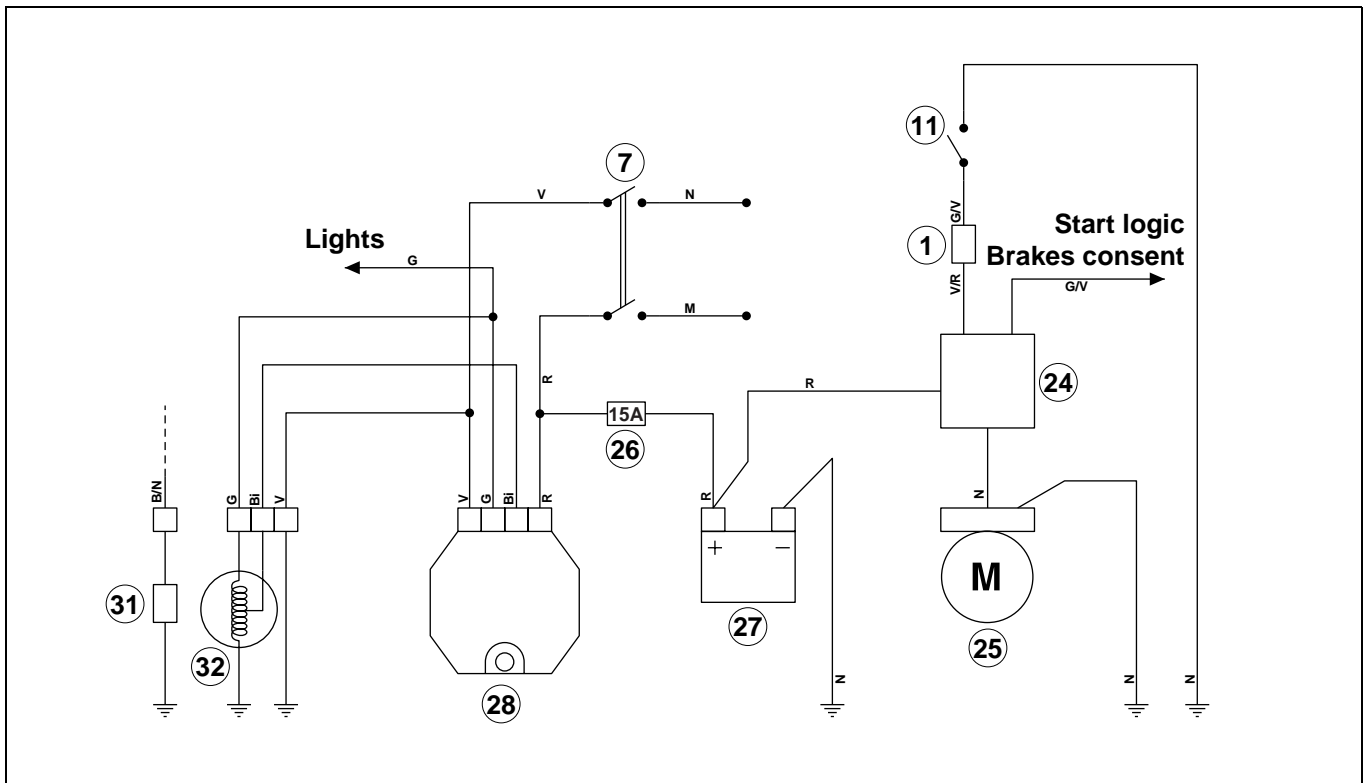 11
7
V
N
G/V
Start logic
Brakes consent
Lights
1
G
V/R
G/V
M
R
R
24
15A
26
B/N
G
Bi
V
V
G
Bi
R
R
N
+
−
M
31
27
25
32
28
N
N
N